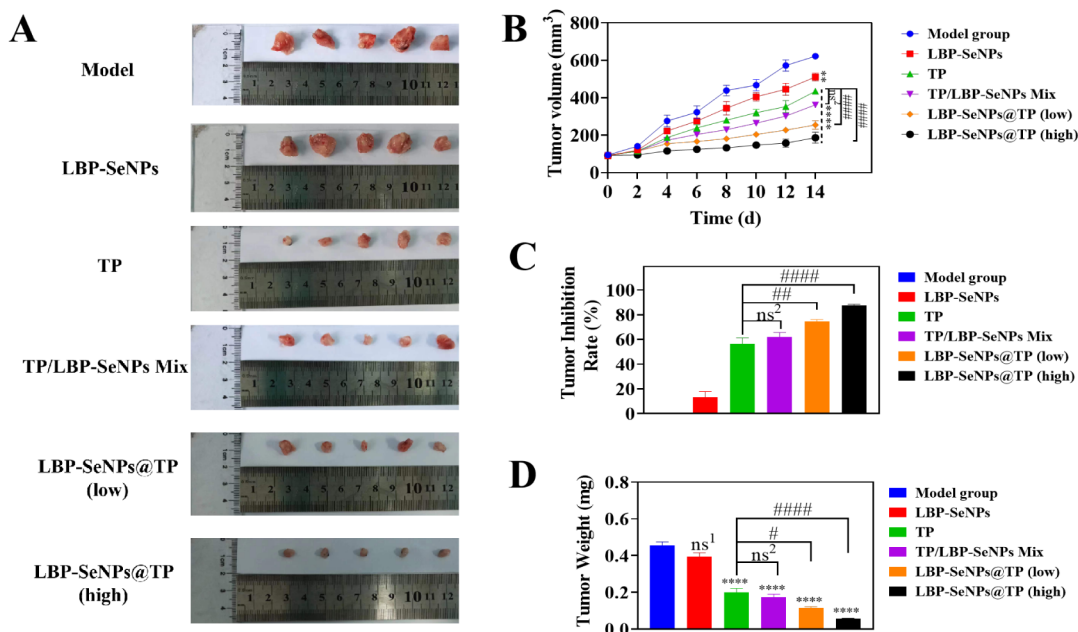 A
Model
LBP-SeNPs
TP
TP/LBP-SeNPs Mix
LBP-SeNPs@TP
(low)
LBP-SeNPs@TP
(high)
B
Tumor volume (mm³)
800
600
400
200
0
0 2 4 6 8 10 12 14
Time (d)
**
****
ns
####
####
Model group
LBP-SeNPs
TP
TP/LBP-SeNPs Mix
LBP-SeNPs@TP (low)
LBP-SeNPs@TP (high)
C
Tumor Inhibition
Rate (%)
100
80
60
40
20
0
####
##
ns²
Model group
LBP-SeNPs
TP
TP/LBP-SeNPs Mix
LBP-SeNPs@TP (low)
LBP-SeNPs@TP (high)
D
Tumor Weight (mg)
0.8
0.6
0.4
0.2
0.0
ns¹
####
#
ns²
****
****
****
****
Model group
LBP-SeNPs
TP
TP/LBP-SeNPs Mix
LBP-SeNPs@TP (low)
LBP-SeNPs@TP (high)